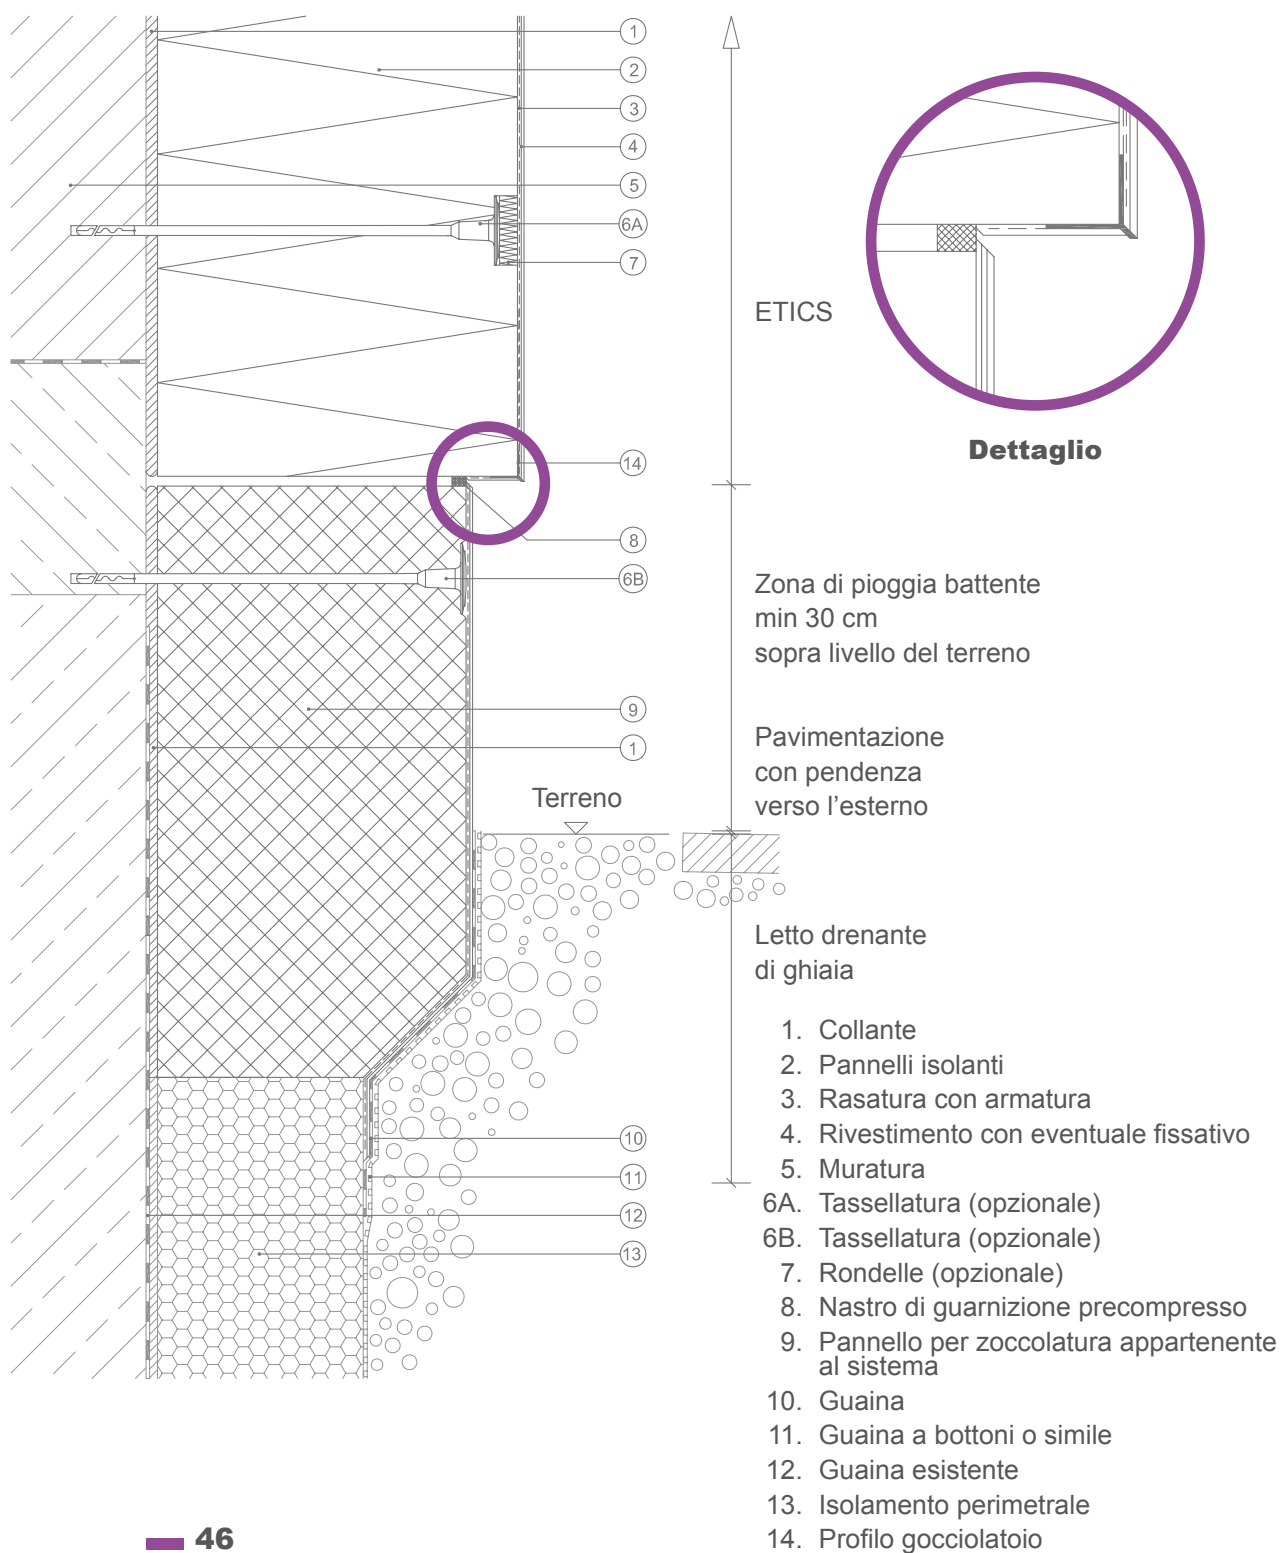 1
2
3
4
5
6A
7
ETICS
Dettaglio
14
8
6B
Zona di pioggia battente
min 30 cm
sopra livello del terreno
9
1
Pavimentazione
con pendenza
verso l'esterno
Terreno
Letto drenante
di ghiaia
10
11
12
13
1. Collante
2. Pannelli isolanti
3. Rasatura con armatura
4. Rivestimento con eventuale fissativo
5. Muratura
6A. Tassellatura (opzionale)
6B. Tassellatura (opzionale)
7. Rondelle (opzionale)
8. Nastro di guarnizione precompresso
9. Pannello per zoccolatura appartenente
al sistema
10. Guaina
11. Guaina a bottoni o simile
12. Guaina esistente
13. Isolamento perimetrale
14. Profilo gocciolatoio
46